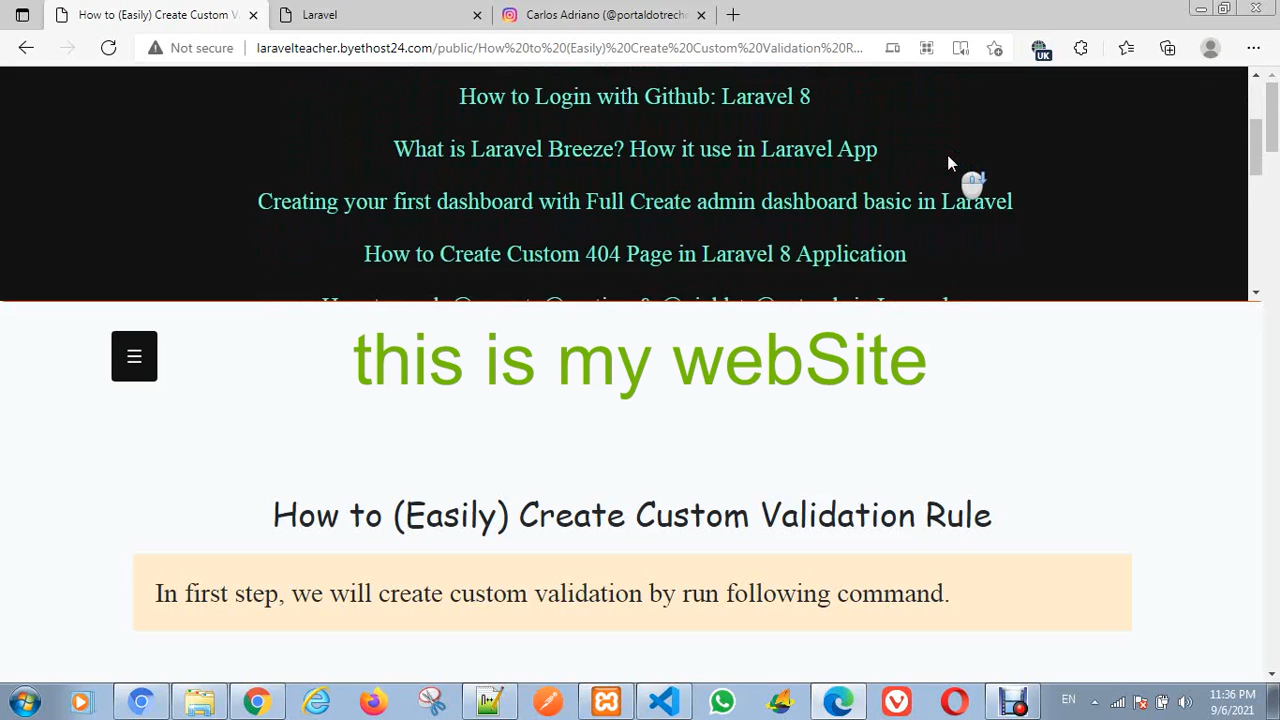 How to (Easily) Create Custom V
Laravel
Carlos Adriano (@portaldotreche
Not secure
laravelteacher.byethost24.com/public/How%20to%20(Easily)%20Create%20Custom%20Validation%20R...
UK
How to Login with Github: Laravel 8
What is Laravel Breeze? How it use in Laravel App
Creating your first dashboard with Full Create admin dashboard basic in Laravel
How to Create Custom 404 Page in Laravel 8 Application
☰
this is my webSite
How to (Easily) Create Custom Validation Rule
In first step, we will create custom validation by run following command.
EN
11:36 PM
9/6/2021